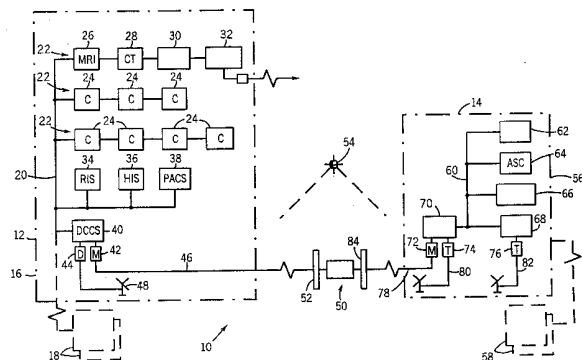 26 28 30 32
22 MRI CT
22 24 24 24
C C C
22 24
C C C C
34 36 38
RIS HIS PACS
20
12
16
DCCS 40
44 D M 42
46
48
18
10
54
52 50 84
14
62
60 ASC 64
56
66
70 68
72 M T 74 76 T
78 80 82
58